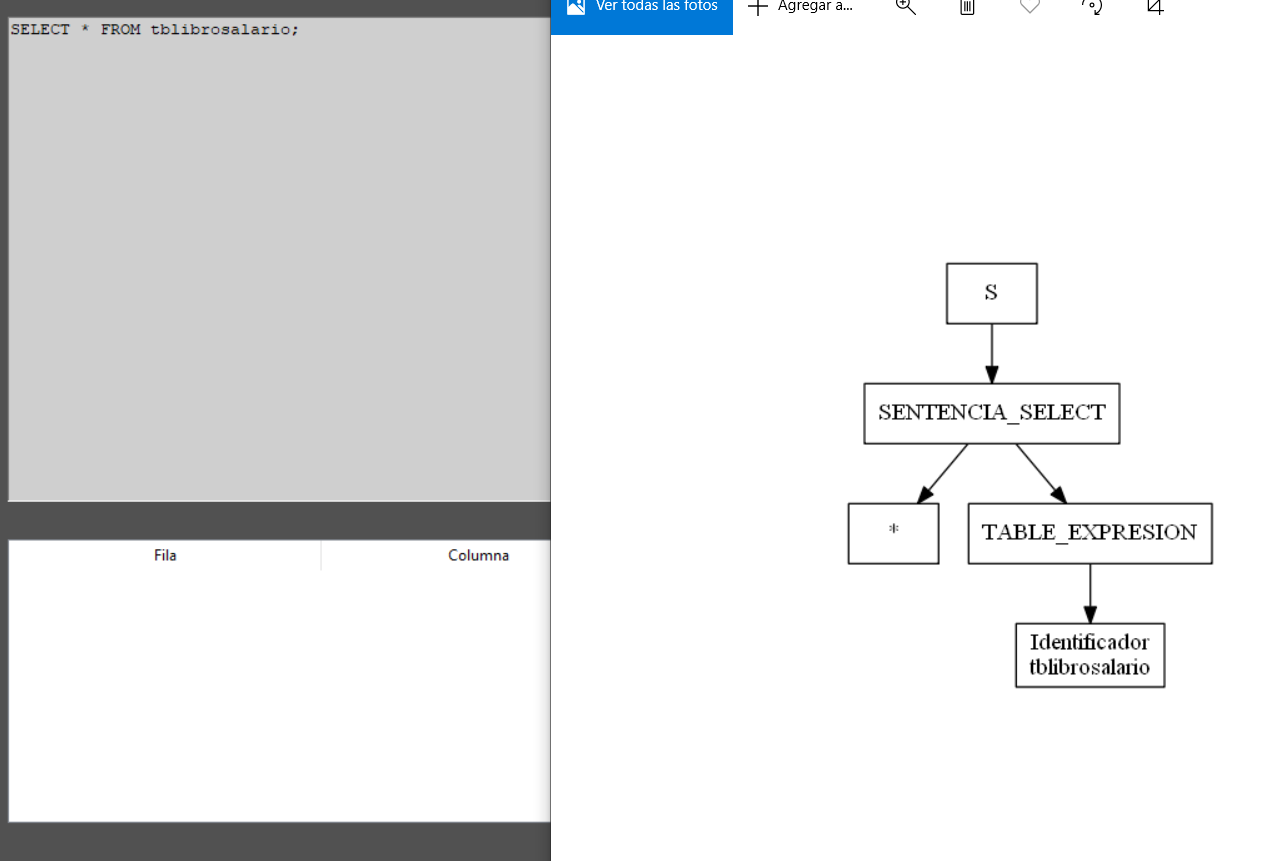 SELECT * FROM tblibrosalario;
Fila
Columna
Ver todas las fotos
Agregar a...
S
SENTENCIA_SELECT
*
TABLE_EXPRESION
Identificador
tblibrosalario